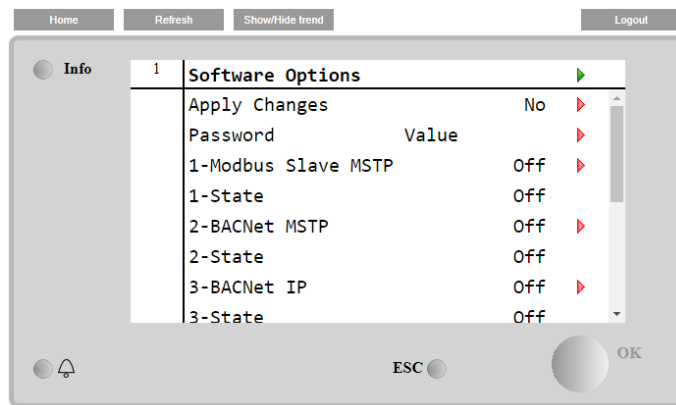 Home Refresh Show/Hide trend Logout
Info
1 Software Options
Apply Changes No
Password Value
1-Modbus Slave MSTP Off
1-State Off
2-BACNet MSTP Off
2-State Off
3-BACNet IP Off
3-State Off
ESC OK